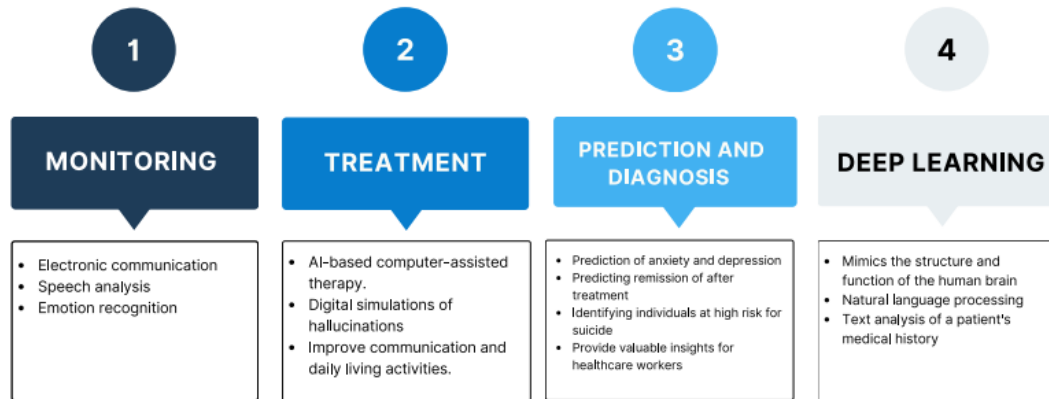 1
MONITORING
• Electronic communication
• Speech analysis
• Emotion recognition
2
TREATMENT
• AI-based computer-assisted
therapy.
• Digital simulations of
hallucinations
• Improve communication and
daily living activities.
3
PREDICTION AND
DIAGNOSIS
• Prediction of anxiety and depression
• Predicting remission of after
treatment
• Identifying individuals at high risk for
suicide
• Provide valuable insights for
healthcare workers
4
DEEP LEARNING
• Mimics the structure and
function of the human brain
• Natural language processing
• Text analysis of a patient's
medical history